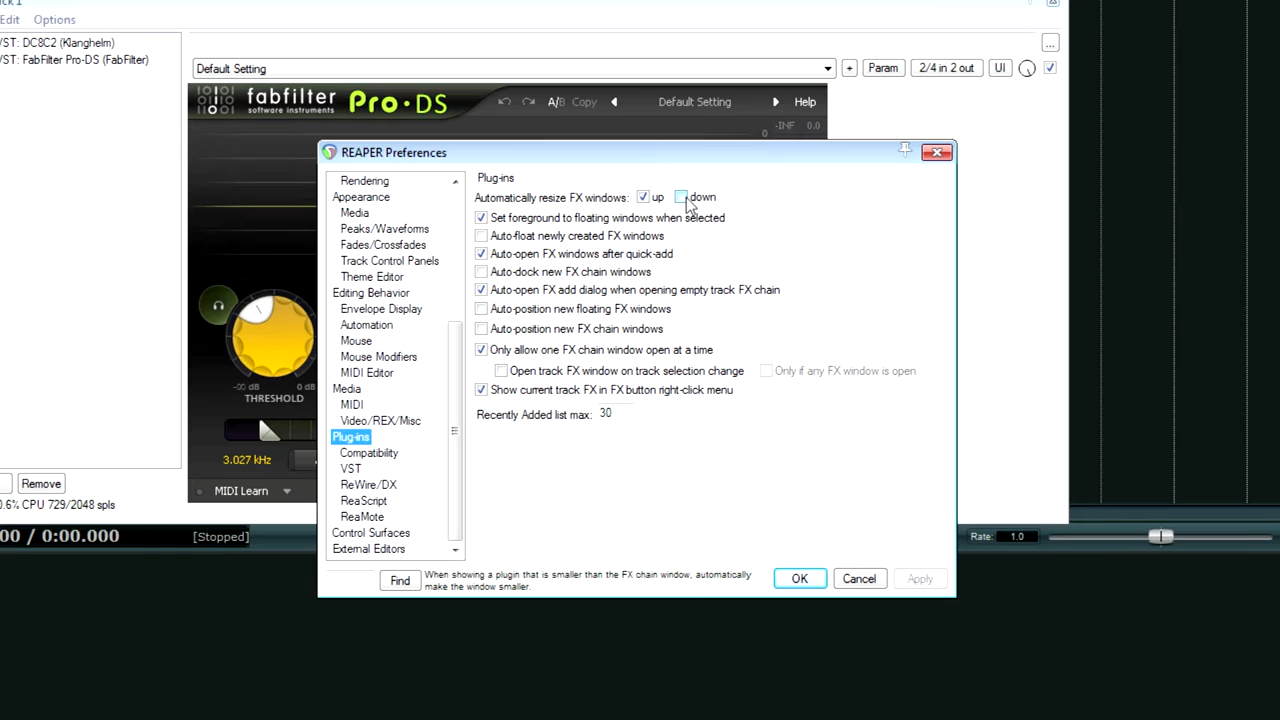 Edit Options
VST: DC8C2 (Klanghelm)
VST: FabFilter Pro-DS (FabFilter)
...
Default Setting + Param 2/4 in 2 out UI
fabfilter
software instruments
Pro·DS
A/B Copy Default Setting Help
-INF 0.0
0
REAPER Preferences
Rendering
Appearance
Media
Peaks/Waveforms
Fades/Crossfades
Track Control Panels
Theme Editor
Editing Behavior
Envelope Display
Automation
Mouse
Mouse Modifiers
MIDI Editor
Media
MIDI
Video/REX/Misc
Plug-ins
Compatibility
VST
ReWire/DX
ReaScript
ReaMote
Control Surfaces
External Editors
Plug-ins
Automatically resize FX windows: up down
Set foreground to floating windows when selected
Auto-float newly created FX windows
Auto-open FX windows after quick-add
Auto-dock new FX chain windows
Auto-open FX add dialog when opening empty track FX chain
Auto-position new floating FX windows
Auto-position new FX chain windows
Only allow one FX chain window open at a time
Open track FX window on track selection change Only if any FX window is open
Show current track FX in FX button right-click menu
Recently Added list max: 30
Find
When showing a plugin that is smaller than the FX chain window, automatically
make the window smaller.
OK Cancel Apply
-00 dB 0 dB
THRESHOLD
3.027 kHz
MIDI Learn
Remove
0.6% CPU 729/2048 spls
00 / 0:00.000 [Stopped]
Rate: 1.0